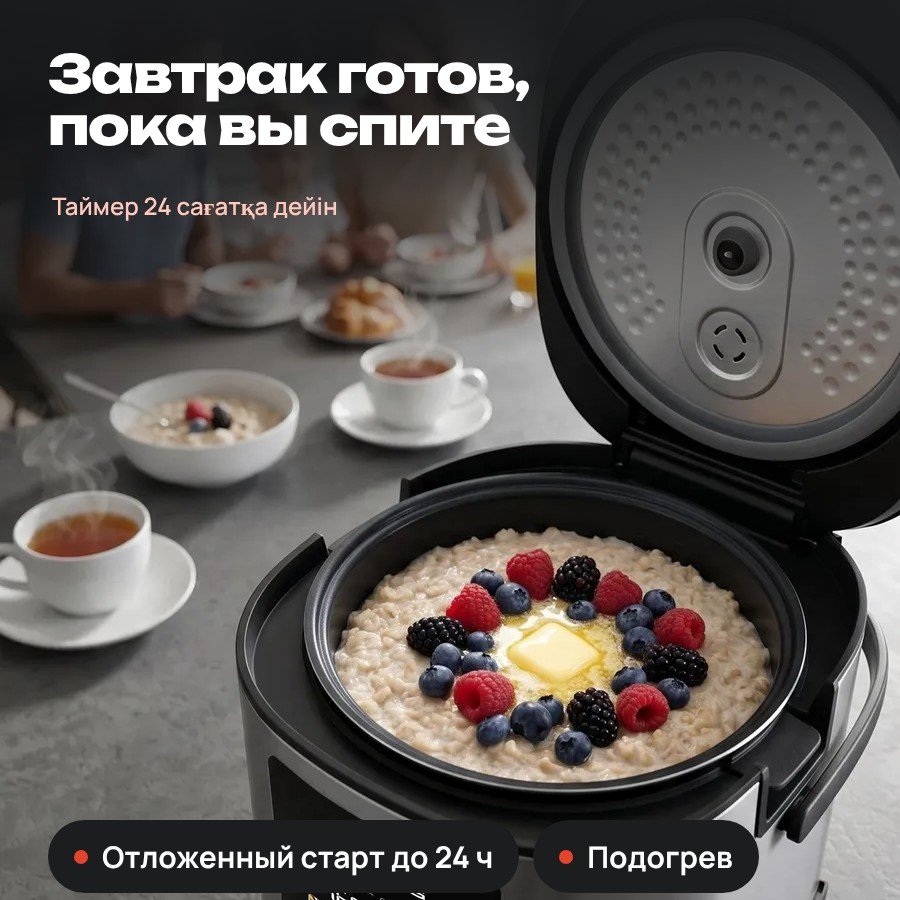 Завтрак готов,
пока вы спите
Таймер 24 сағатқа дейін
Отложенный старт до 24 ч
Подогрев